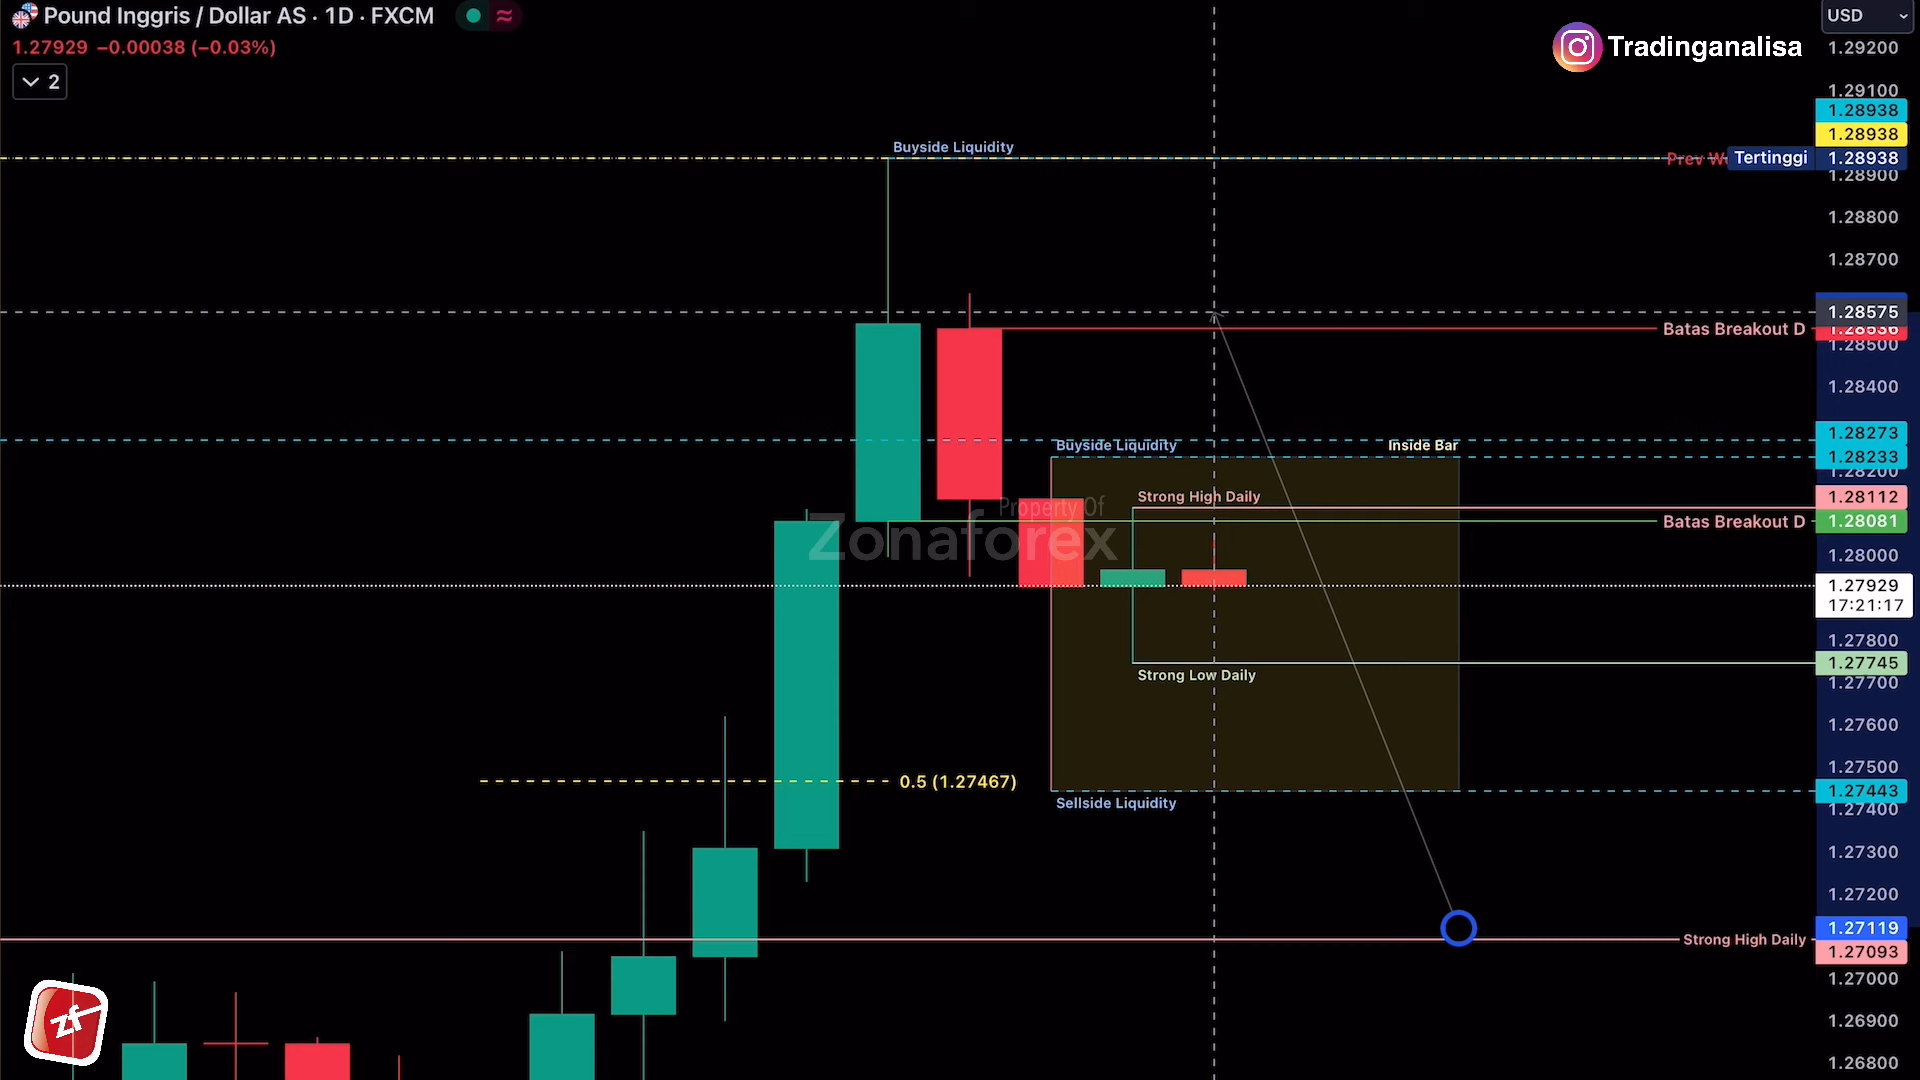 Pound Inggris / Dollar AS · 1D · FXCM
1.27929 −0.00038 (−0.03%)
2
Tradinganalisa
USD
1.29200
1.29100
1.28938
1.28938
Buyside Liquidity
Tertinggi 1.28938
1.28900
1.28800
1.28700
1.28575
Batas Breakout D 1.28536
1.28500
1.28400
1.28273
Buyside Liquidity
Inside Bar
1.28233
1.28200
Strong High Daily
1.28112
Batas Breakout D 1.28081
Property Of
Zonaforex
1.28000
1.27929
17:21:17
1.27800
1.27745
Strong Low Daily
1.27700
1.27600
1.27500
0.5 (1.27467)
1.27443
Sellside Liquidity
1.27400
1.27300
1.27200
1.27119
Strong High Daily
1.27093
1.27000
1.26900
1.26800
zf